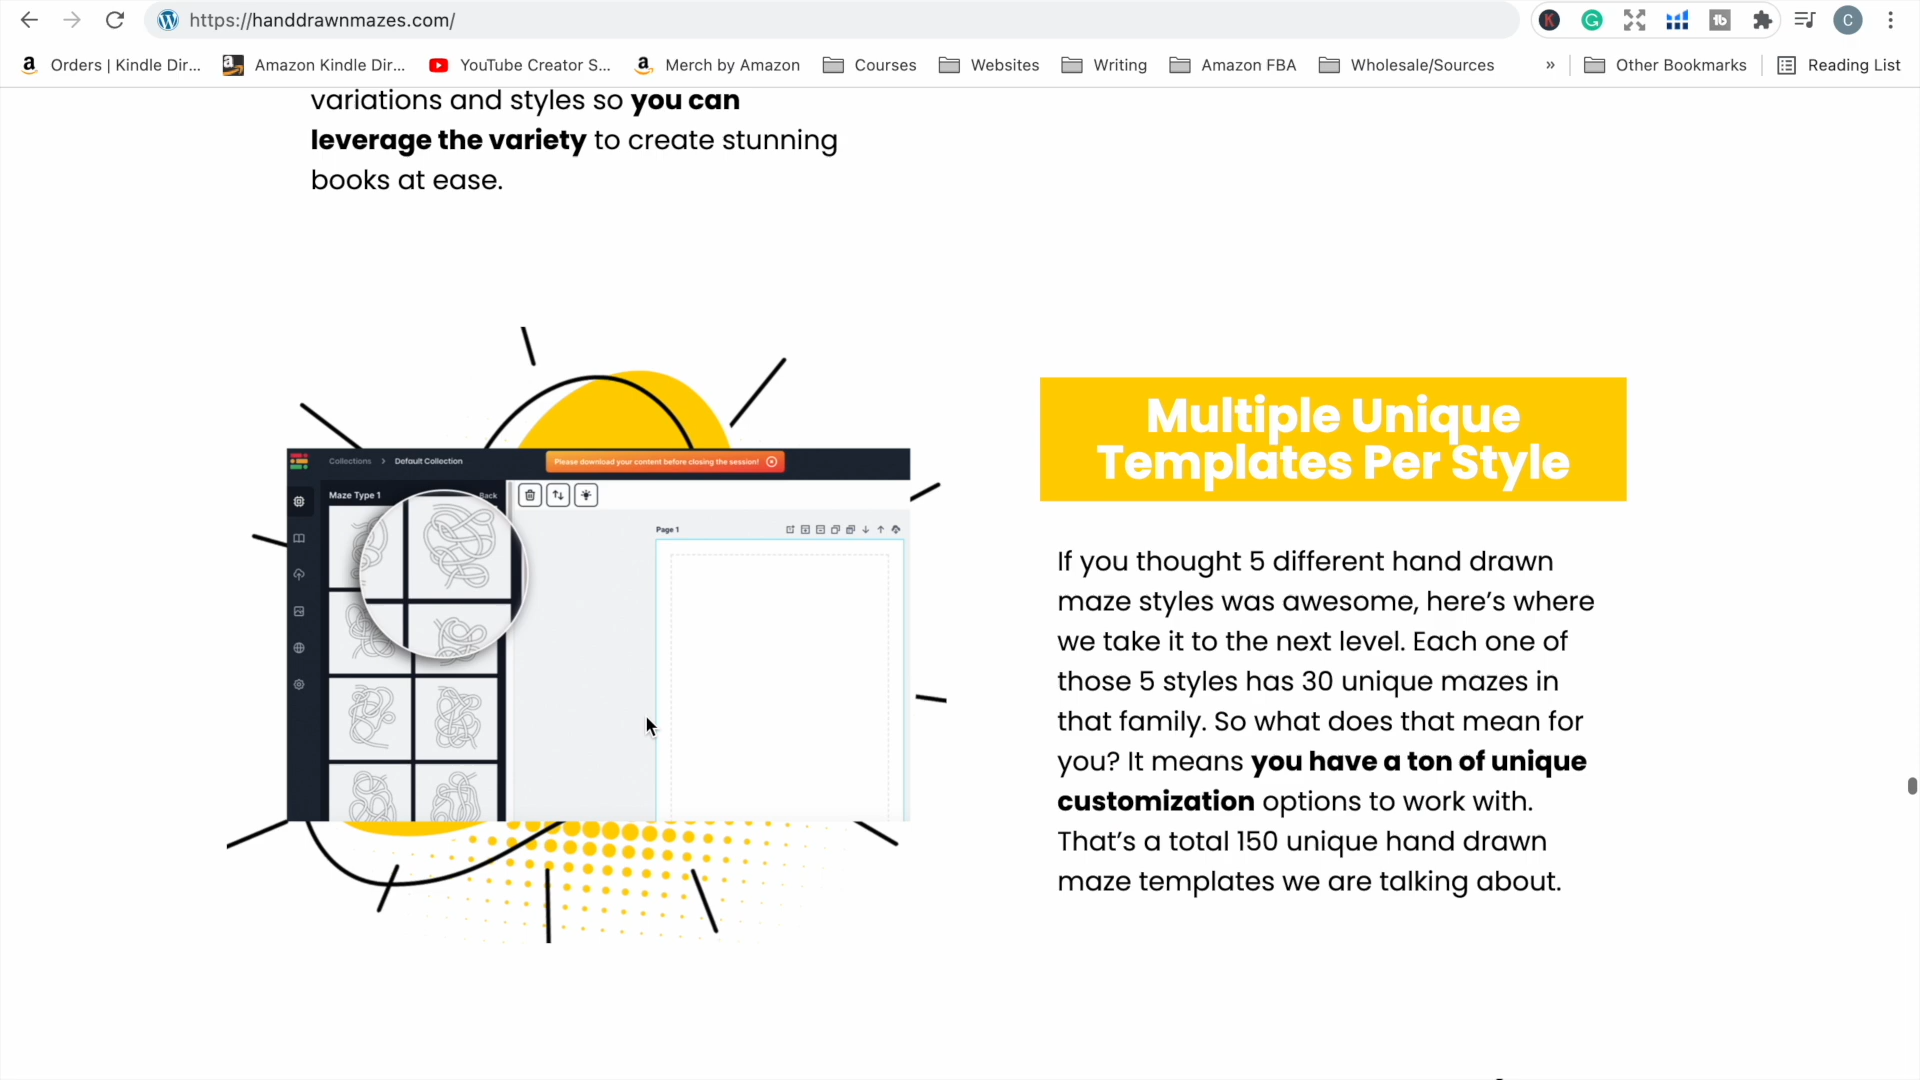 https://handdrawnmazes.com/
C
Orders | Kindle Dir... Amazon Kindle Dir... YouTube Creator S... Merch by Amazon Courses Websites Writing Amazon FBA Wholesale/Sources » Other Bookmarks Reading List
variations and styles so you can
leverage the variety to create stunning
books at ease.
Collections > Default Collection
Please download your content before closing the session!
Maze Type 1
Back
Page 1
Multiple Unique
Templates Per Style
If you thought 5 different hand drawn
maze styles was awesome, here’s where
we take it to the next level. Each one of
those 5 styles has 30 unique mazes in
that family. So what does that mean for
you? It means you have a ton of unique
customization options to work with.
That’s a total 150 unique hand drawn
maze templates we are talking about.